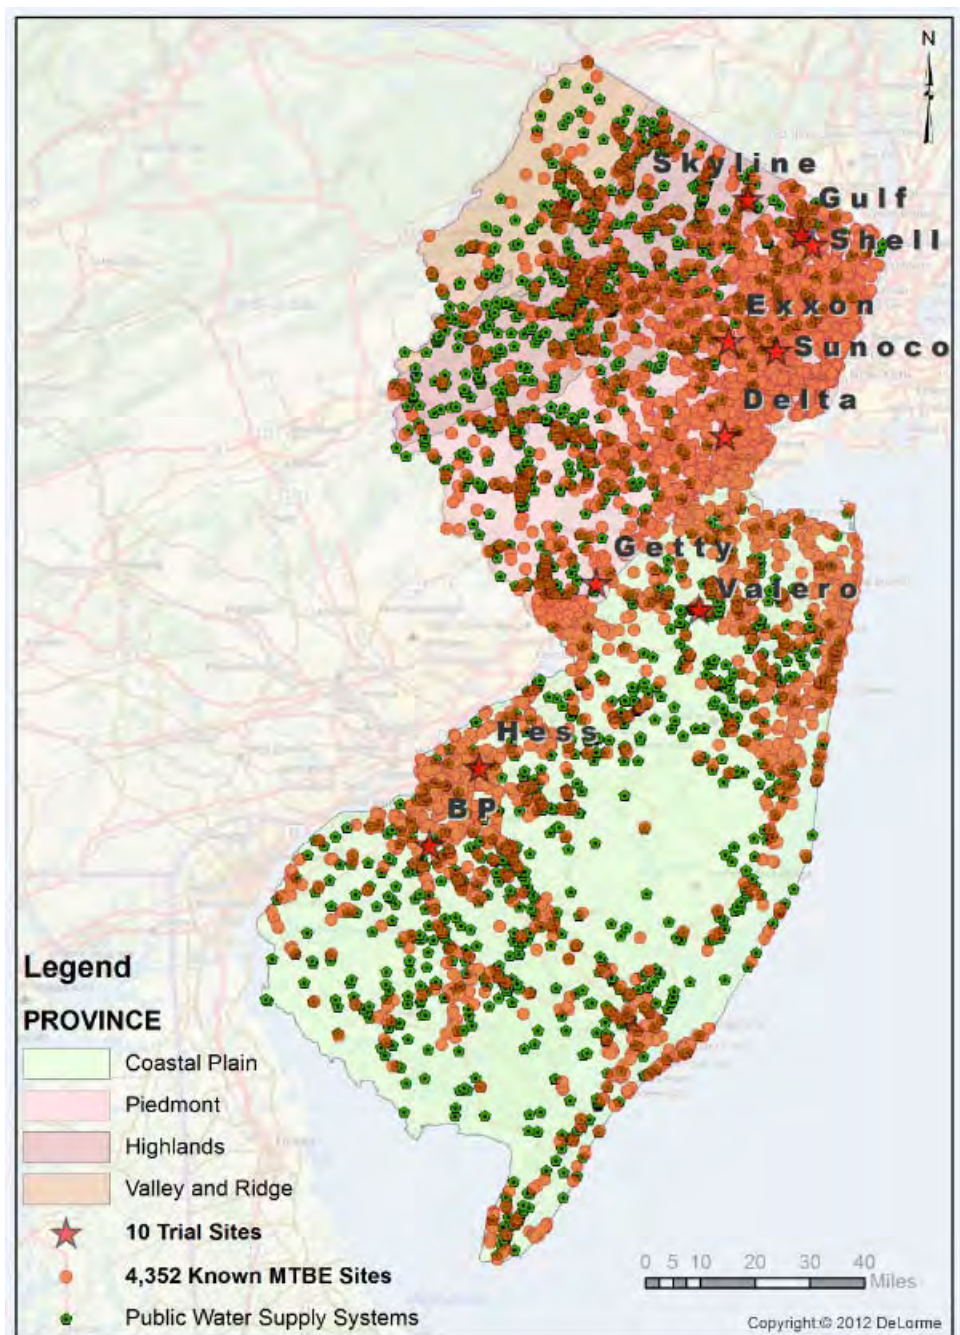 N
Skyline
Gulf
Shell
Exxon
Sunoco
Delta
Getty
Valero
Hess
BP
Legend
PROVINCE
Coastal Plain
Piedmont
Highlands
Valley and Ridge
10 Trial Sites
4,352 Known MTBE Sites
Public Water Supply Systems
0 5 10 20 30 40
Miles
Copyright:© 2012 DeLorme